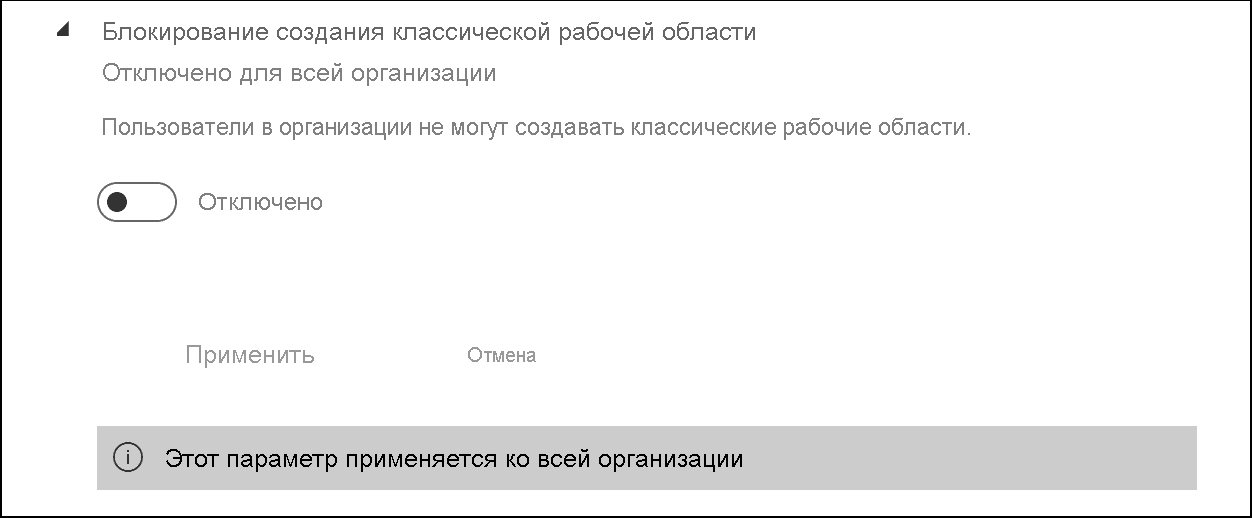 Блокирование создания классической рабочей области
Отключено для всей организации
Пользователи в организации не могут создавать классические рабочие области.
Отключено
Применить Отмена
Этот параметр применяется ко всей организации